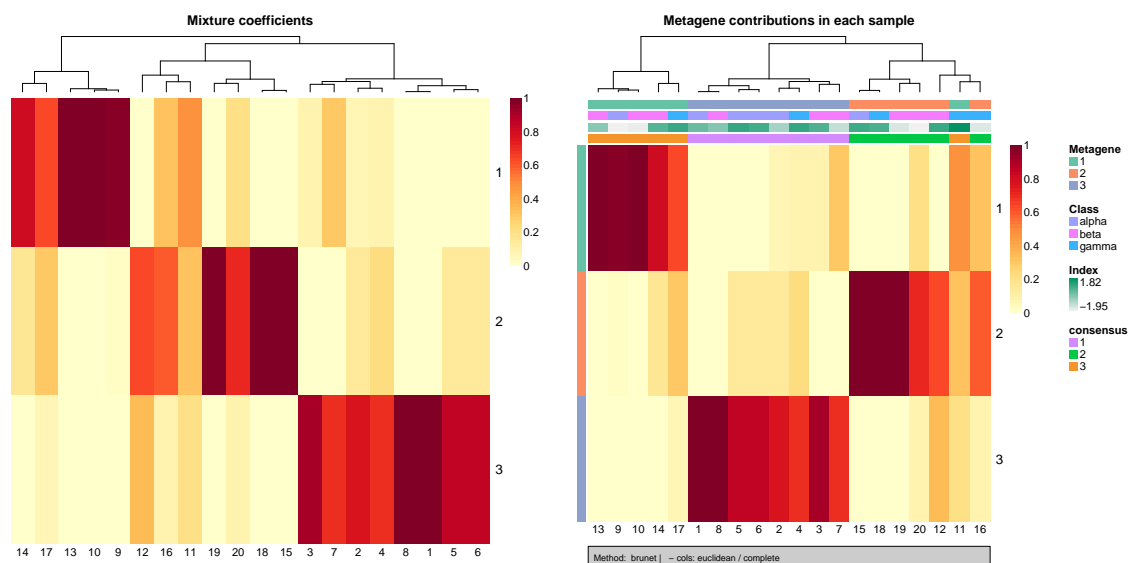 Mixture coefficients
1
0.8
0.6
0.4
0.2
0
1
2
3
14 17 13 10 9 12 16 11 19 20 18 15 3 7 2 4 8 1 5 6
Metagene contributions in each sample
1
0.8
0.6
0.4
0.2
0
1
2
3
13 9 10 14 17 1 8 5 6 2 4 3 7 15 18 19 20 12 11 16
Metagene
1
2
3
Class
alpha
beta
gamma
Index
1.82
−1.95
consensus
1
2
3
Method: brunet | − cols: euclidean / complete